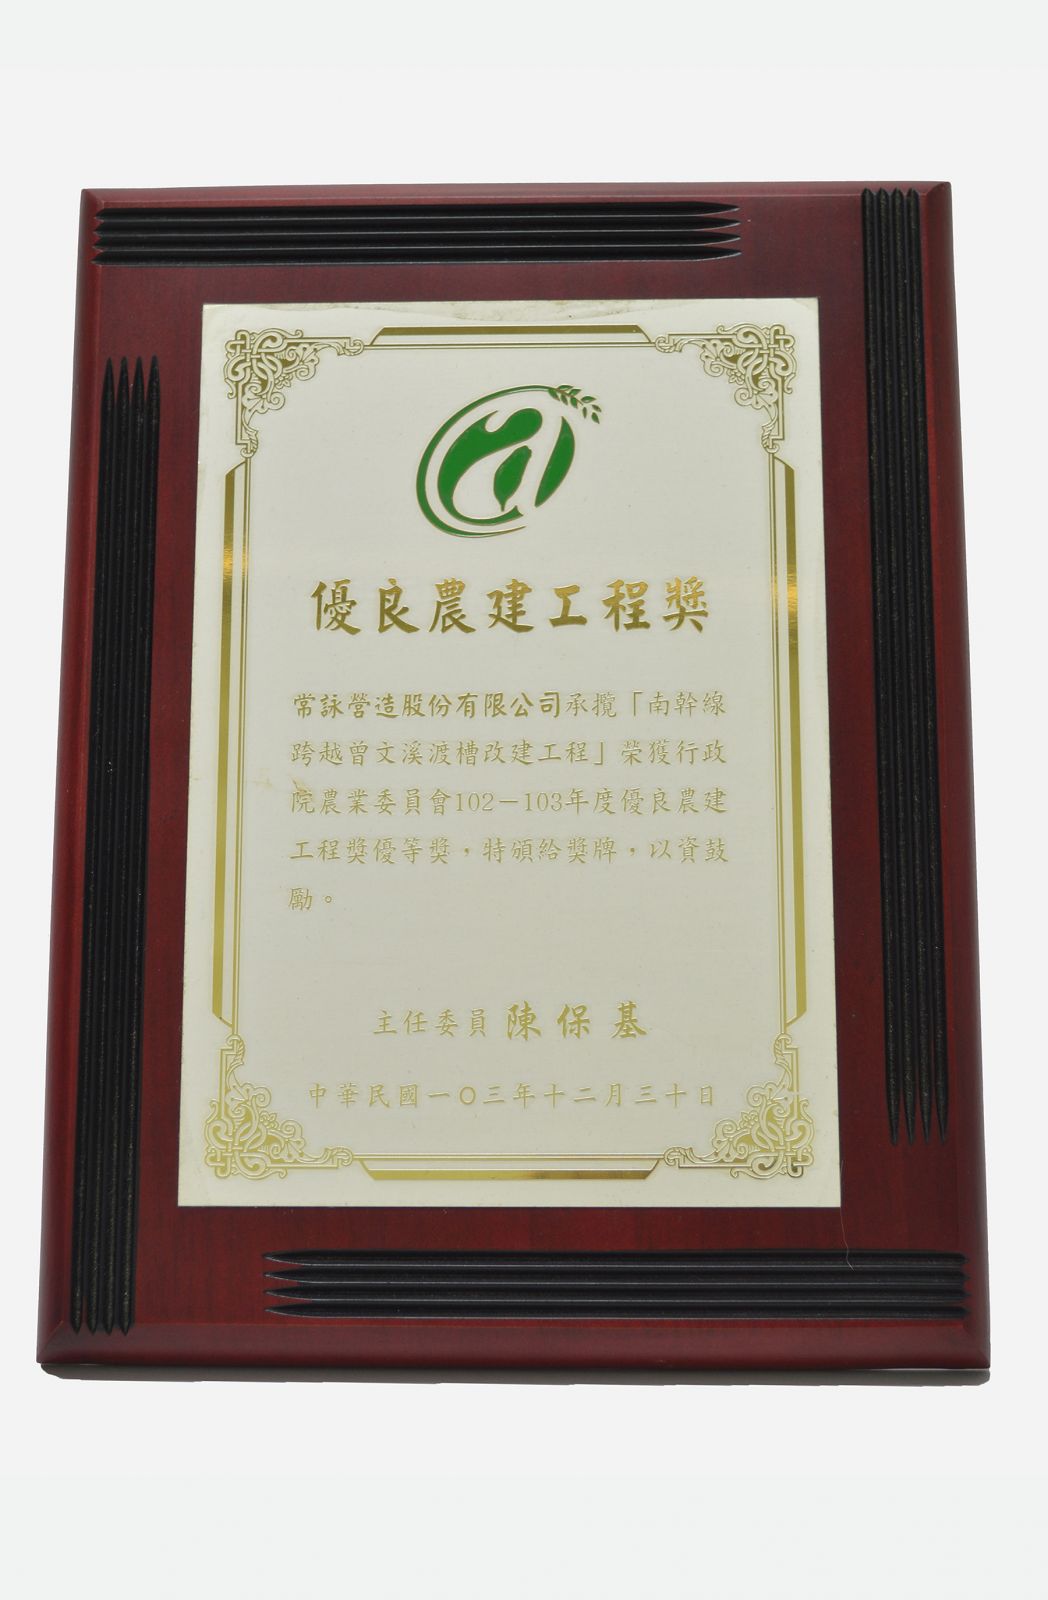 優良農建工程獎
常詠營造股份有限公司承攬「南幹線
跨越曾文溪渡槽改建工程」榮獲行政
院農業委員會102－103年度優良農建
工程獎優等獎，特頒給獎牌，以資鼓
勵。
主任委員 陳保基
中華民國一〇三年十二月三十日